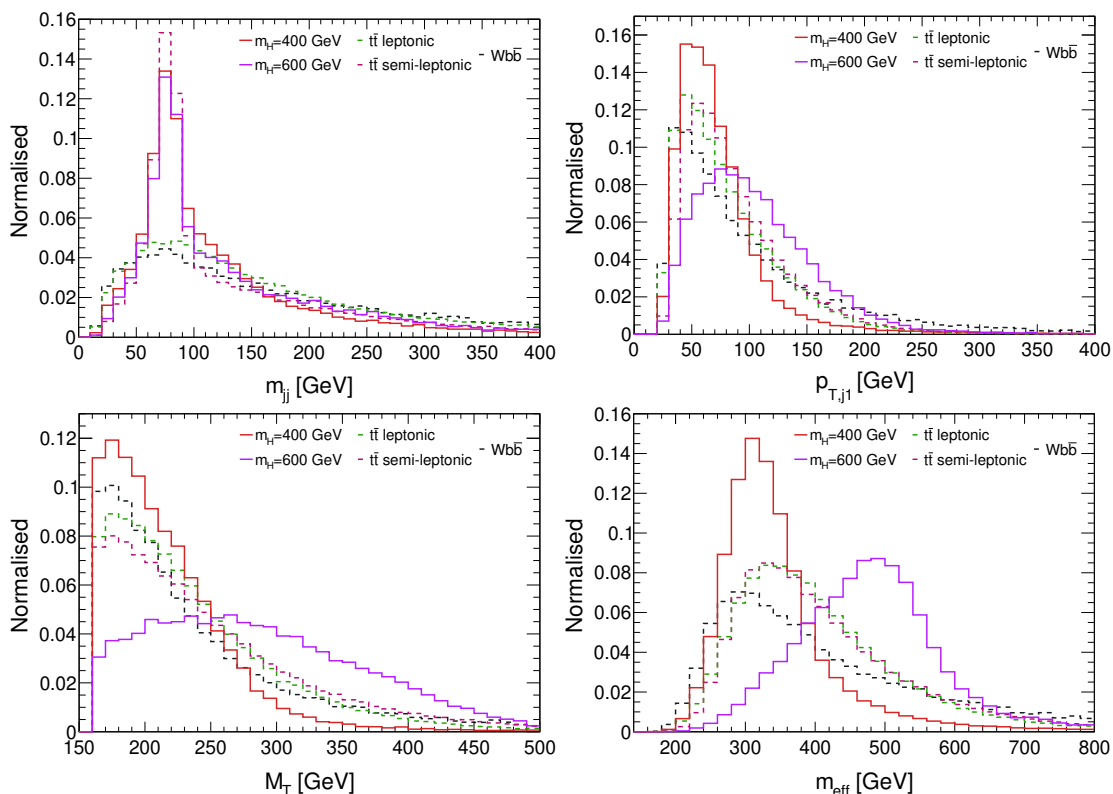 0.16
0.14
0.12
0.1
0.08
0.06
0.04
0.02
0
Normalised
m_H=400 GeV
m_H=600 GeV
tt̄ leptonic
tt̄ semi-leptonic
Wbb̄
0 50 100 150 200 250 300 350 400
m_jj [GeV]
0.16
0.14
0.12
0.1
0.08
0.06
0.04
0.02
0
Normalised
m_H=400 GeV
m_H=600 GeV
tt̄ leptonic
tt̄ semi-leptonic
Wbb̄
0 50 100 150 200 250 300 350 400
p_T,j1 [GeV]
0.12
0.1
0.08
0.06
0.04
0.02
0
Normalised
m_H=400 GeV
m_H=600 GeV
tt̄ leptonic
tt̄ semi-leptonic
Wbb̄
150 200 250 300 350 400 450 500
M_T [GeV]
0.16
0.14
0.12
0.1
0.08
0.06
0.04
0.02
0
Normalised
m_H=400 GeV
m_H=600 GeV
tt̄ leptonic
tt̄ semi-leptonic
Wbb̄
200 300 400 500 600 700 800
m_eff [GeV]